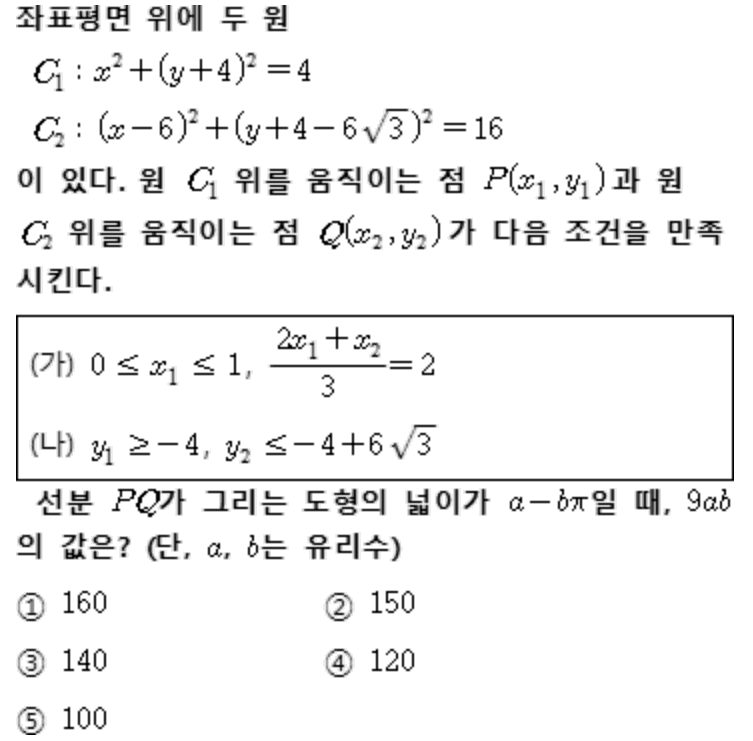 좌표평면 위에 두 원
C₁ : x² + (y+4)² = 4
C₂ : (x−6)² + (y+4−6√3)² = 16
이 있다. 원 C₁ 위를 움직이는 점 P(x₁, y₁)과 원
C₂ 위를 움직이는 점 Q(x₂, y₂)가 다음 조건을 만족
시킨다.
(가) 0 ≤ x₁ ≤ 1, (2x₁+x₂)/3 = 2
(나) y₁ ≥ −4, y₂ ≤ −4+6√3
선분 PQ가 그리는 도형의 넓이가 a−bπ일 때, 9ab
의 값은? (단, a, b는 유리수)
① 160 ② 150
③ 140 ④ 120
⑤ 100